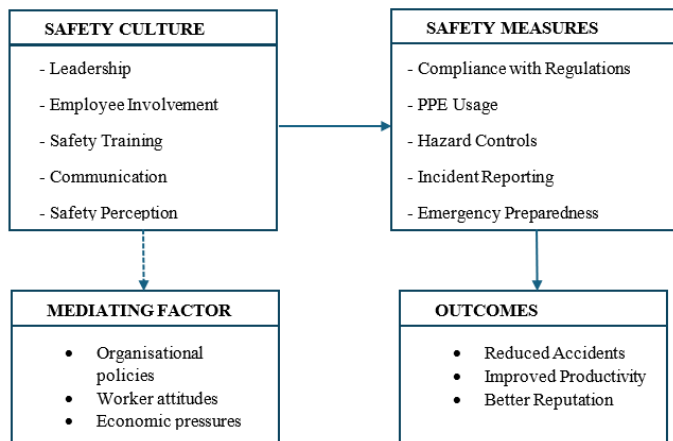 SAFETY CULTURE
- Leadership
- Employee Involvement
- Safety Training
- Communication
- Safety Perception
SAFETY MEASURES
- Compliance with Regulations
- PPE Usage
- Hazard Controls
- Incident Reporting
- Emergency Preparedness
MEDIATING FACTOR
• Organisational
policies
• Worker attitudes
• Economic pressures
OUTCOMES
• Reduced Accidents
• Improved Productivity
• Better Reputation